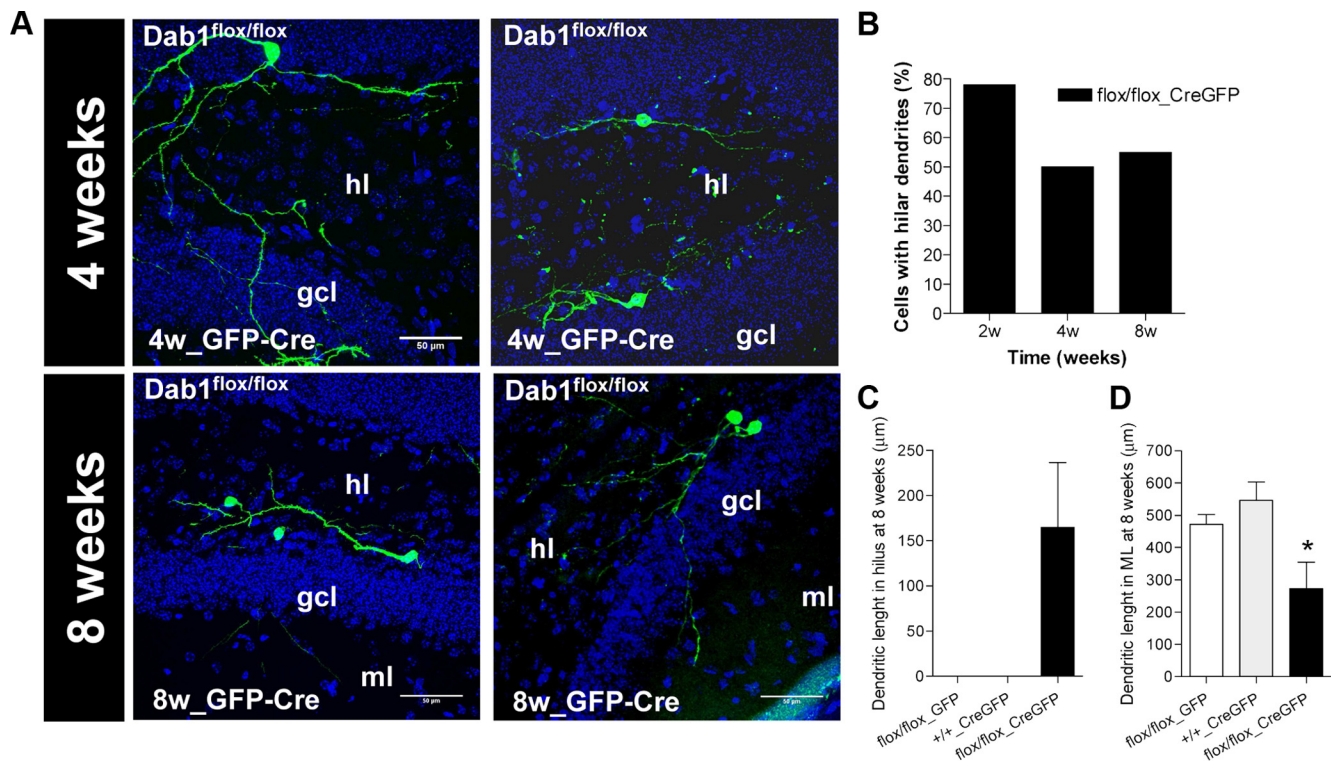 A
4 weeks
Dab1flox/flox
hl
gcl
4w_GFP-Cre
50 µm
Dab1flox/flox
hl
gcl
4w_GFP-Cre
8 weeks
Dab1flox/flox
hl
gcl
ml
8w_GFP-Cre
50 µm
Dab1flox/flox
gcl
hl
ml
8w_GFP-Cre
50 µm
B
Cells with hilar dendrites (%)
80
70
60
50
40
30
20
10
0
flox/flox_CreGFP
2w 4w 8w
Time (weeks)
C
Dendritic lenght in hilus at 8 weeks (µm)
250
200
150
100
50
0
flox/flox_GFP
+/+_CreGFP
flox/flox_CreGFP
D
Dendritic lenght in ML at 8 weeks (µm)
700
600
500
400
300
200
100
0
*
flox/flox_GFP
+/+_CreGFP
flox/flox_CreGFP